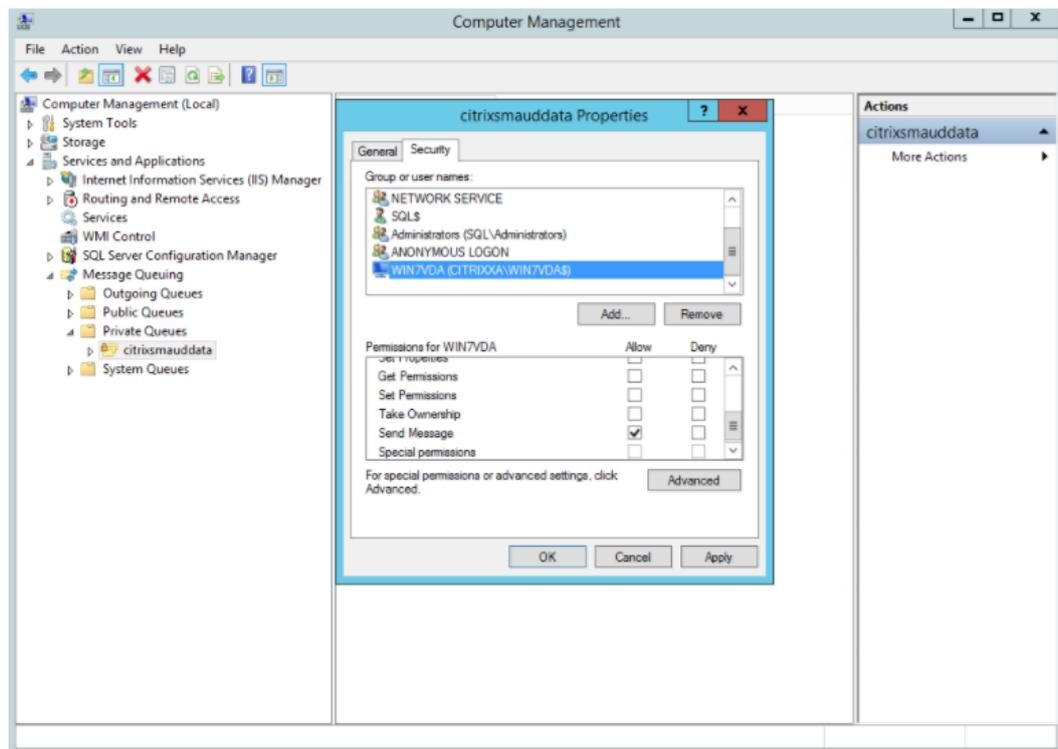 Computer Management
File Action View Help
Computer Management (Local)
System Tools
Storage
Services and Applications
Internet Information Services (IIS) Manager
Routing and Remote Access
Services
WMI Control
SQL Server Configuration Manager
Message Queuing
Outgoing Queues
Public Queues
Private Queues
citrixsmauddata
System Queues
citrixsmauddata Properties
General Security
Group or user names:
NETWORK SERVICE
SQL$
Administrators (SQL\Administrators)
ANONYMOUS LOGON
WIN7VDA (CITRIXXA\WIN7VDA$)
Add... Remove
Permissions for WIN7VDA Allow Deny
Set Properties
Get Permissions
Set Permissions
Take Ownership
Send Message
Special permissions
For special permissions or advanced settings, click
Advanced.
Advanced
OK Cancel Apply
Actions
citrixsmauddata
More Actions